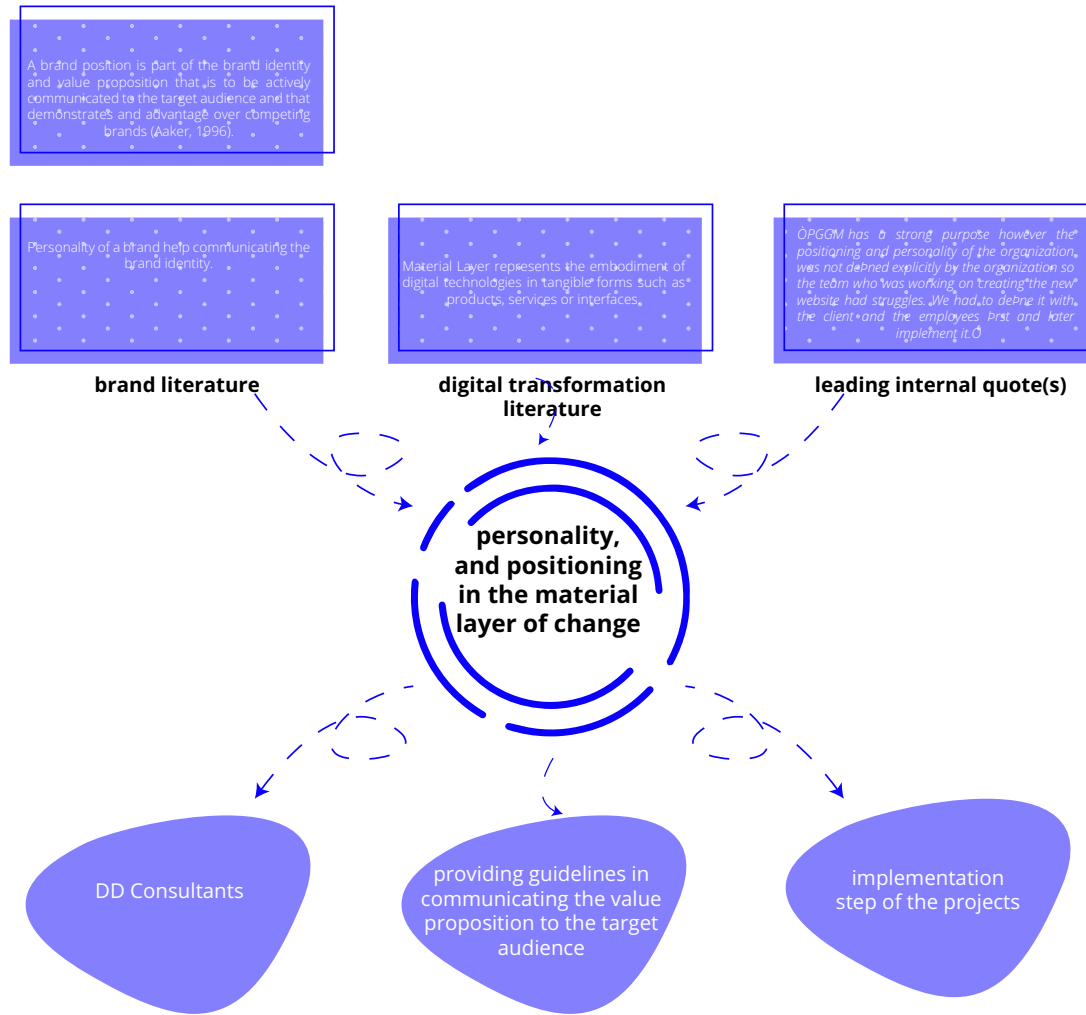 A brand position is part of the brand identity
and value proposition that is to be actively
communicated to the target audience and that
demonstrates and advantage over competing
brands (Aaker, 1996).
Personality of a brand help communicating the
brand identity.
Material Layer represents the embodiment of
digital technologies in tangible forms such as
products, services or interfaces.
ÒPGGM has a strong purpose however the
positioning and personality of the organization
was not deÞned explicitly by the organization so
the team who was working on creating the new
website had struggles. We had to deÞne it with
the client and the employees Þrst and later
implement it.Ó
brand literature
digital transformation
literature
leading internal quote(s)
personality,
and positioning
in the material
layer of change
DD Consultants
providing guidelines in
communicating the value
proposition to the target
audience
implementation
step of the projects